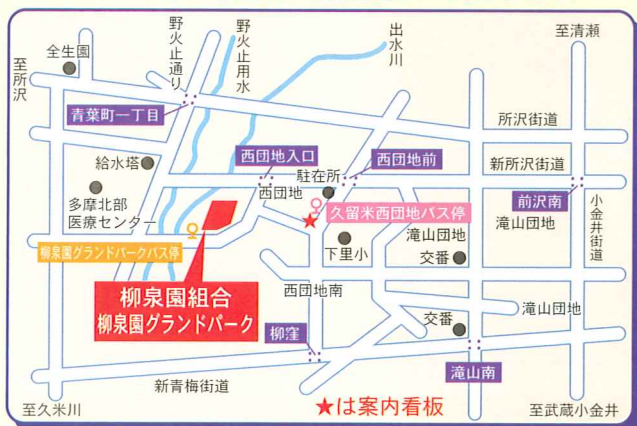 至清瀬
全生園
野火止通り
野火止用水
出水川
至所沢
青葉町一丁目
所沢街道
西団地入口
西団地前
新所沢街道
給水塔
駐在所
西団地
前沢南
多摩北部
医療センター
久留米西団地バス停
小金井街道
滝山団地
柳泉園グランドパークバス停
下里小
交番
柳泉園組合
柳泉園グランドパーク
西団地南
滝山団地
交番
柳窪
滝山南
新青梅街道
至久米川
★は案内看板
至武蔵小金井